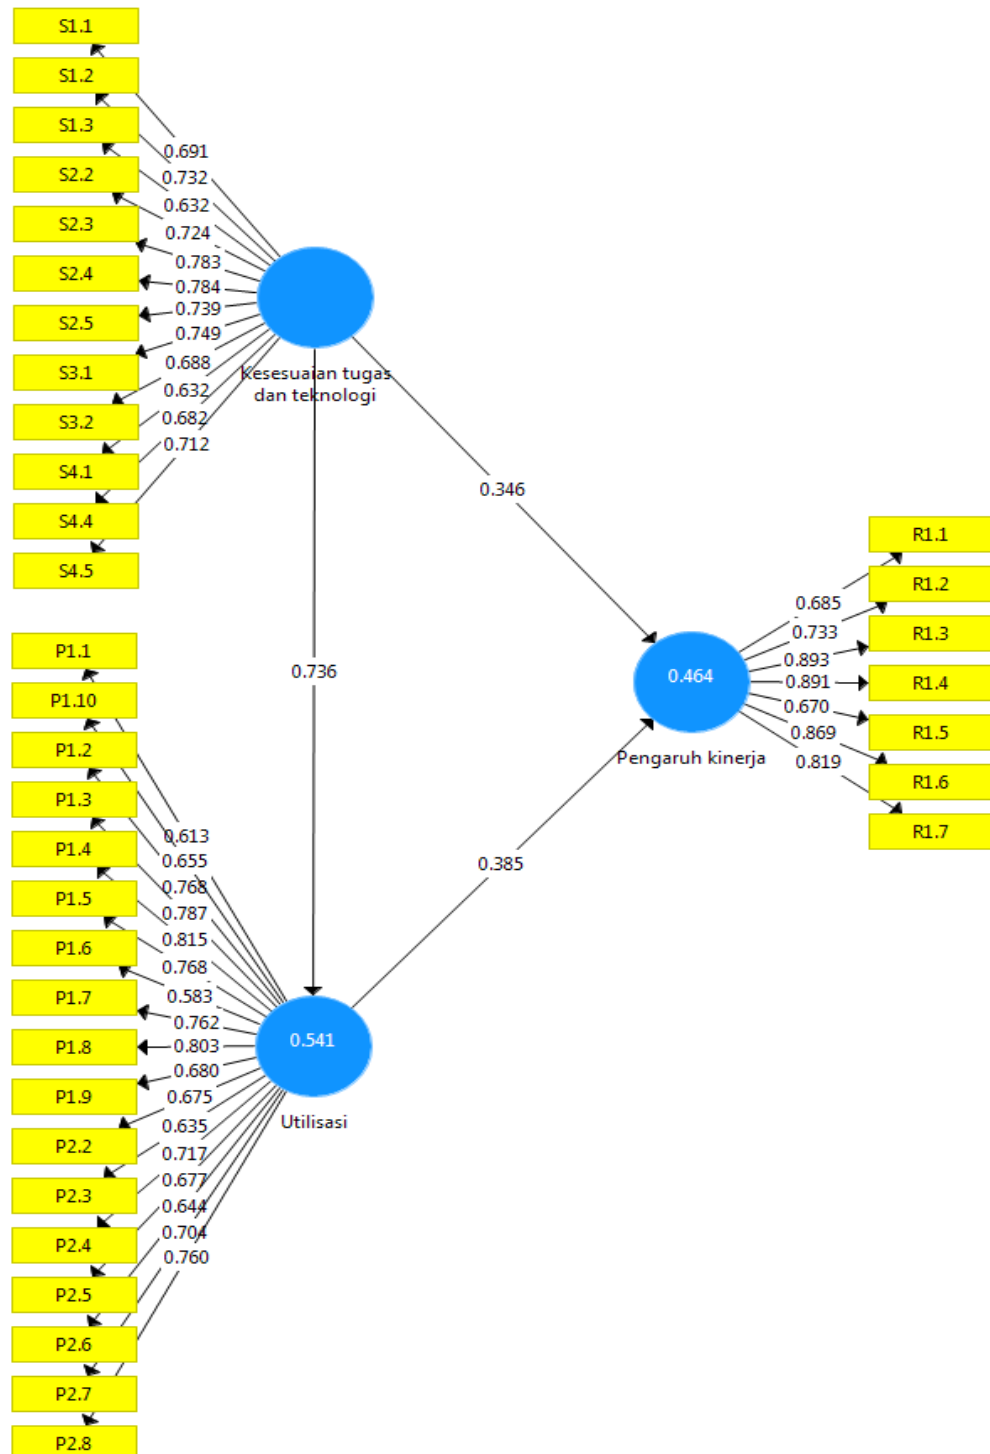 S1.1
S1.2
S1.3
S2.2
S2.3
S2.4
S2.5
S3.1
S3.2
S4.1
S4.4
S4.5
0.691
0.732
0.632
0.724
0.783
0.784
0.739
0.749
0.688
0.632
0.682
0.712
Kesesuaian tugas
dan teknologi
0.346
0.736
0.385
P1.1
P1.10
P1.2
P1.3
P1.4
P1.5
P1.6
P1.7
P1.8
P1.9
P2.2
P2.3
P2.4
P2.5
P2.6
P2.7
P2.8
0.613
0.655
0.768
0.787
0.815
0.768
0.583
0.762
0.803
0.680
0.675
0.635
0.717
0.677
0.644
0.704
0.760
0.541
Utilisasi
0.464
Pengaruh kinerja
0.685
0.733
0.893
0.891
0.670
0.869
0.819
R1.1
R1.2
R1.3
R1.4
R1.5
R1.6
R1.7